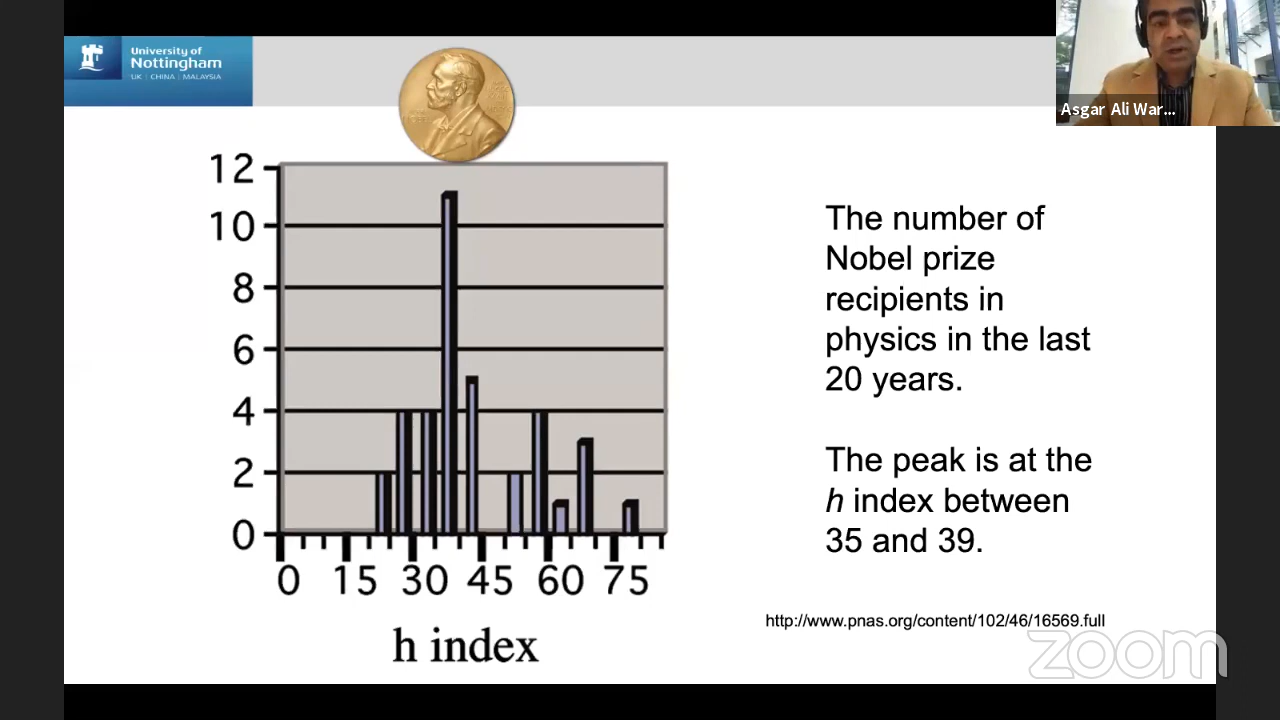 University of
Nottingham
UK | CHINA | MALAYSIA
Asgar Ali War...
12
10
8
6
4
2
0
0 15 30 45 60 75
h index
The number of
Nobel prize
recipients in
physics in the last
20 years.
The peak is at the
h index between
35 and 39.
http://www.pnas.org/content/102/46/16569.full
zoom